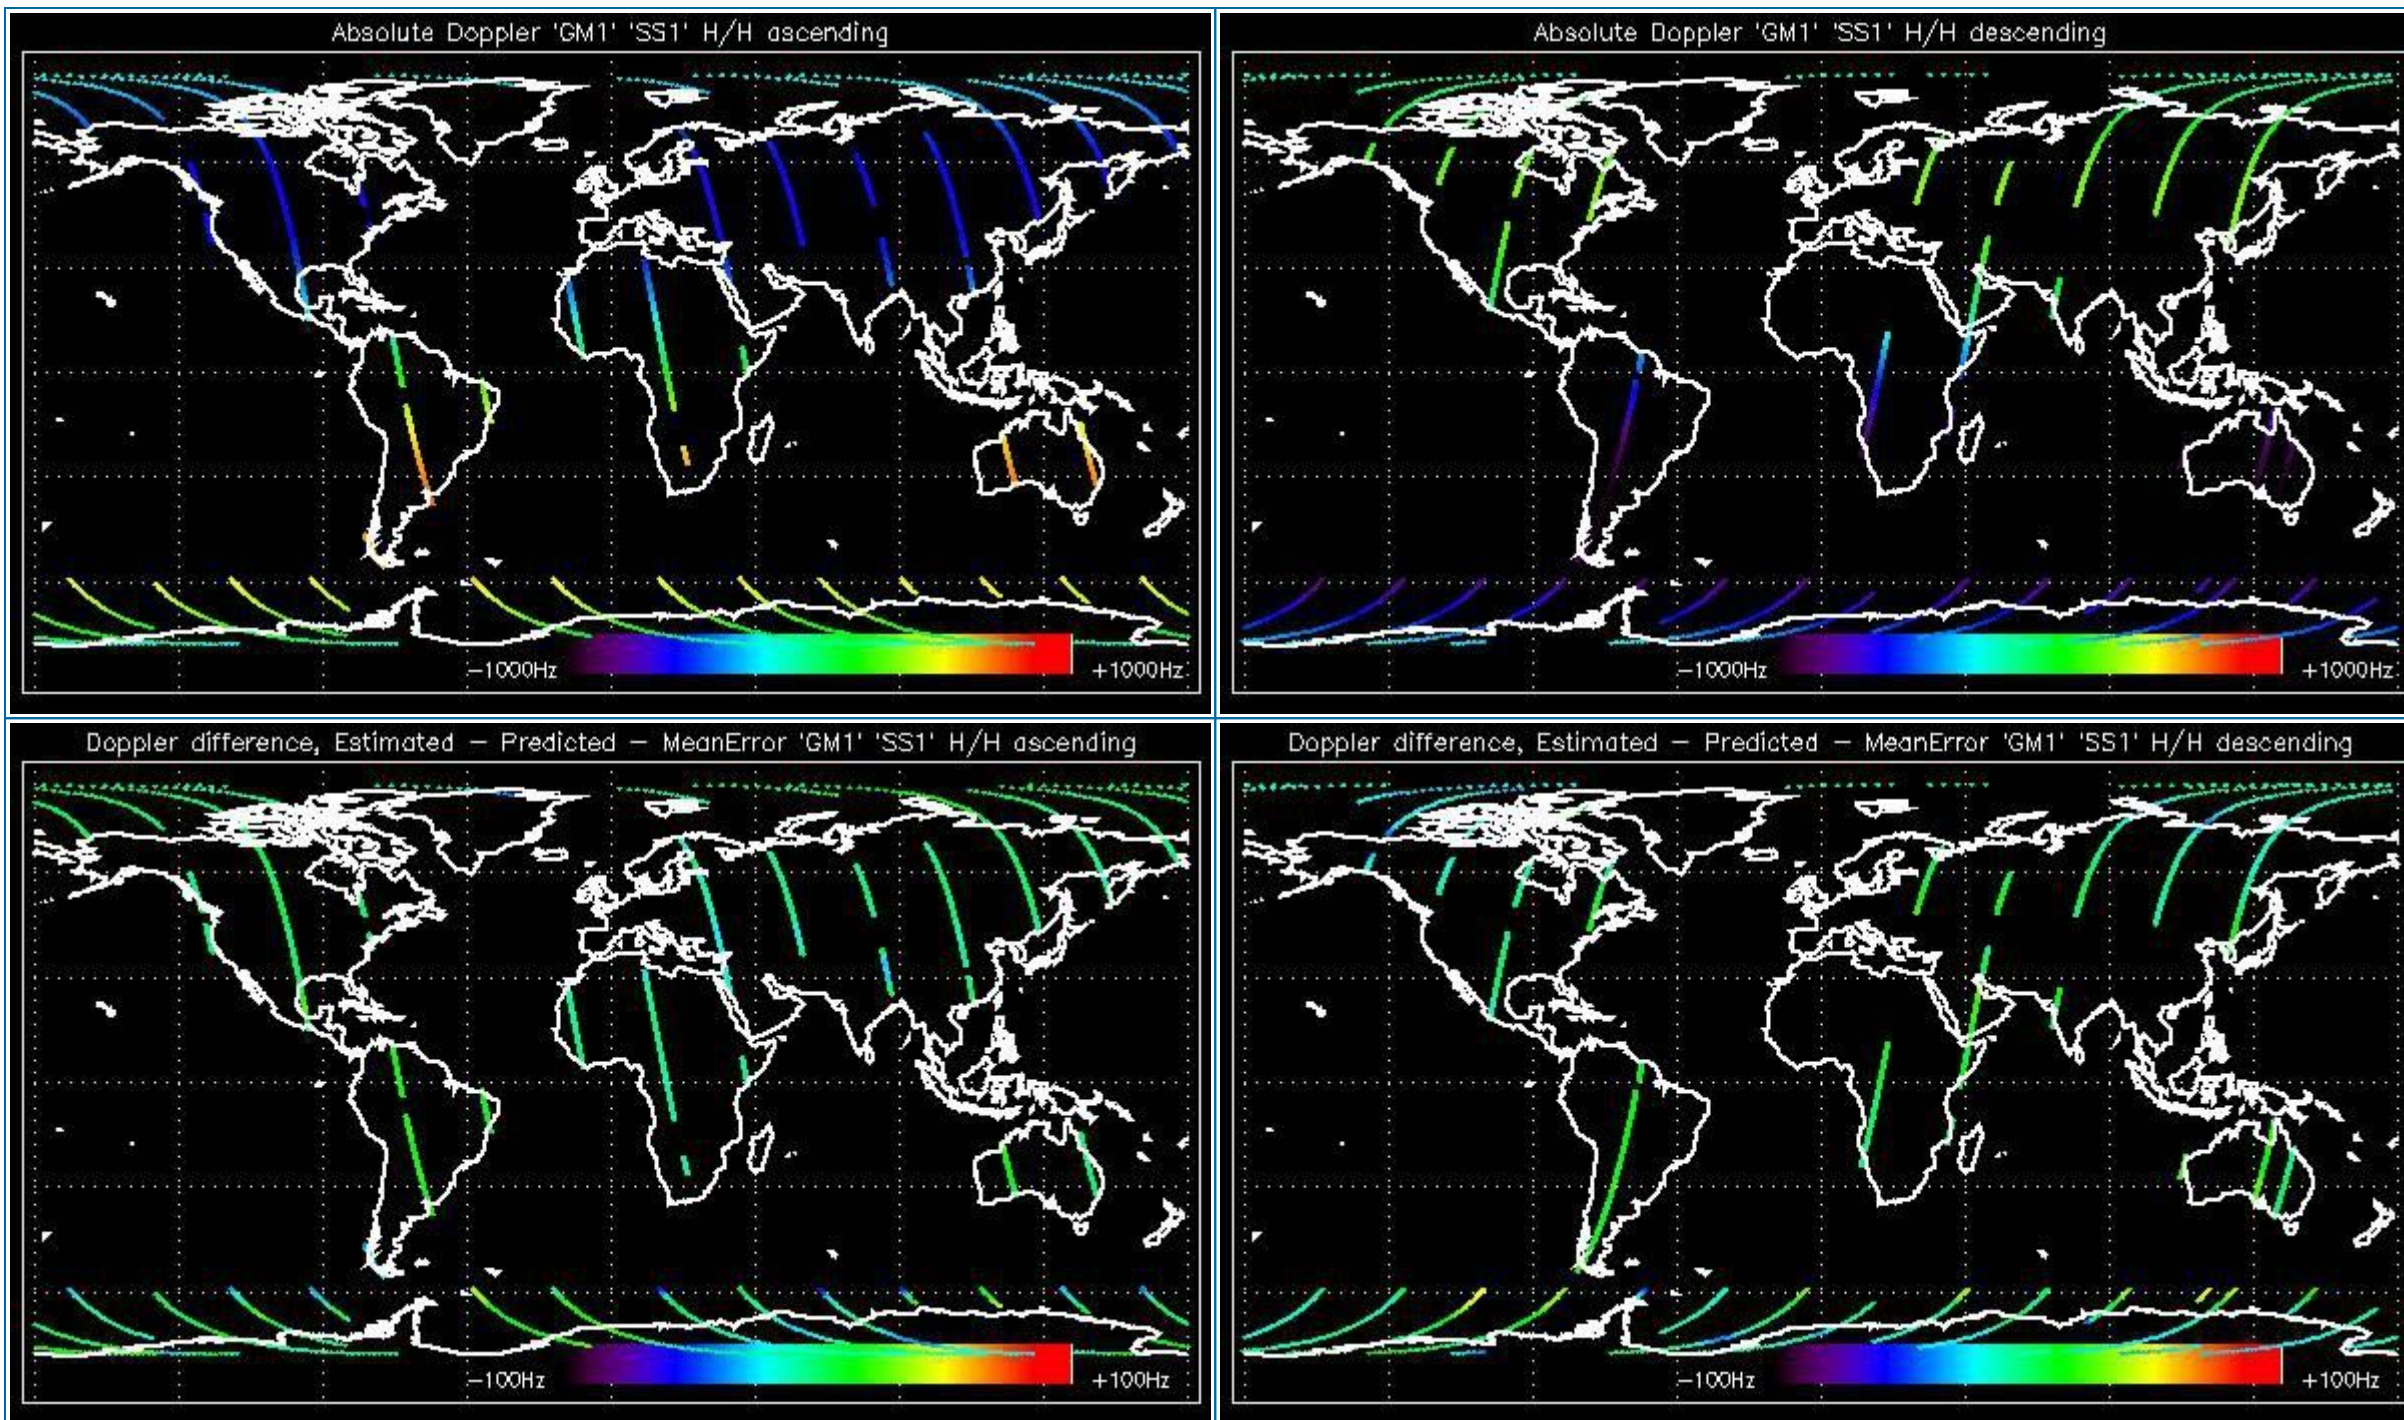 Absolute Doppler 'GM1' 'SS1' H/H ascending
−1000Hz
+1000Hz
Absolute Doppler 'GM1' 'SS1' H/H descending
−1000Hz
+1000Hz
Doppler difference, Estimated − Predicted − MeanError 'GM1' 'SS1' H/H ascending
−100Hz
+100Hz
Doppler difference, Estimated − Predicted − MeanError 'GM1' 'SS1' H/H descending
−100Hz
+100Hz